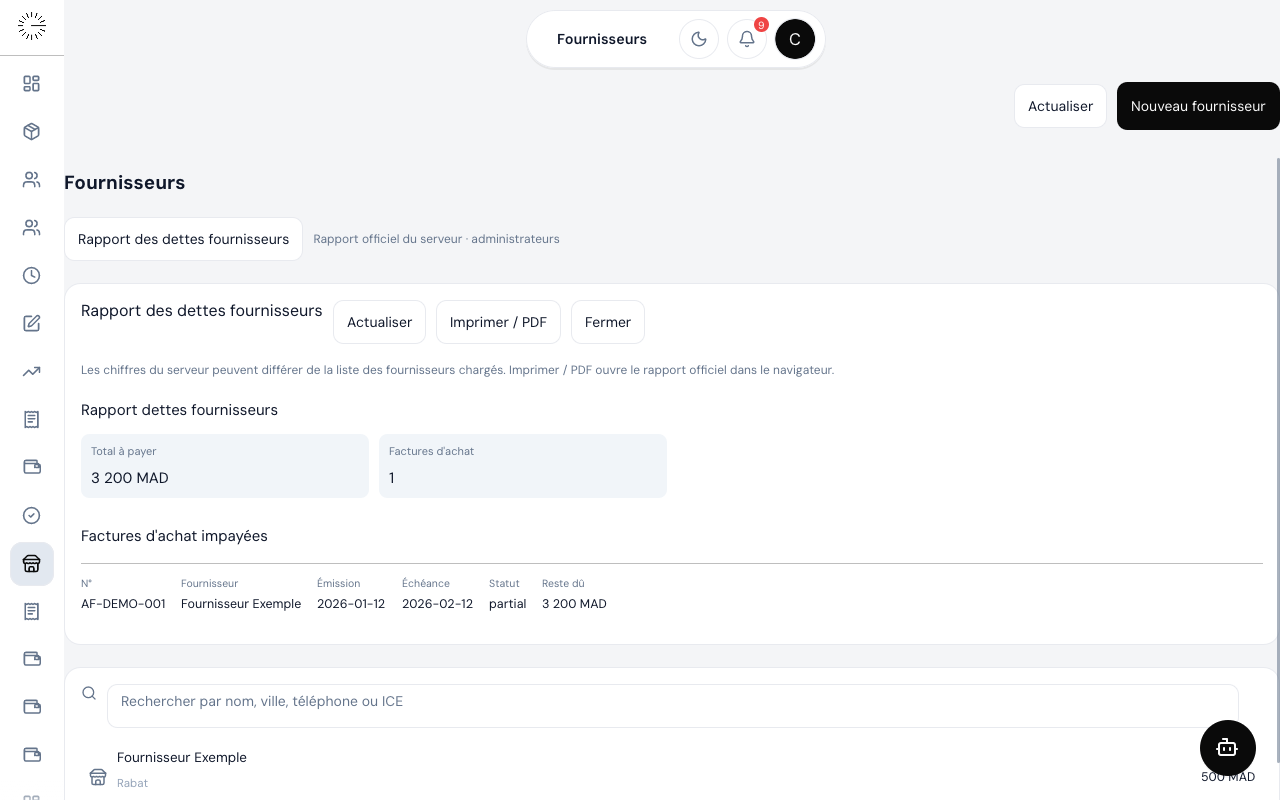 Fournisseurs
9
C
Actualiser
Nouveau fournisseur
Fournisseurs
Rapport des dettes fournisseurs
Rapport officiel du serveur · administrateurs
Rapport des dettes fournisseurs
Actualiser
Imprimer / PDF
Fermer
Les chiffres du serveur peuvent différer de la liste des fournisseurs chargés. Imprimer / PDF ouvre le rapport officiel dans le navigateur.
Rapport dettes fournisseurs
Total à payer
3 200 MAD
Factures d'achat
1
Factures d'achat impayées
N° Fournisseur Émission Échéance Statut Reste dû
AF-DEMO-001 Fournisseur Exemple 2026-01-12 2026-02-12 partial 3 200 MAD
Rechercher par nom, ville, téléphone ou ICE
Fournisseur Exemple
Rabat
500 MAD